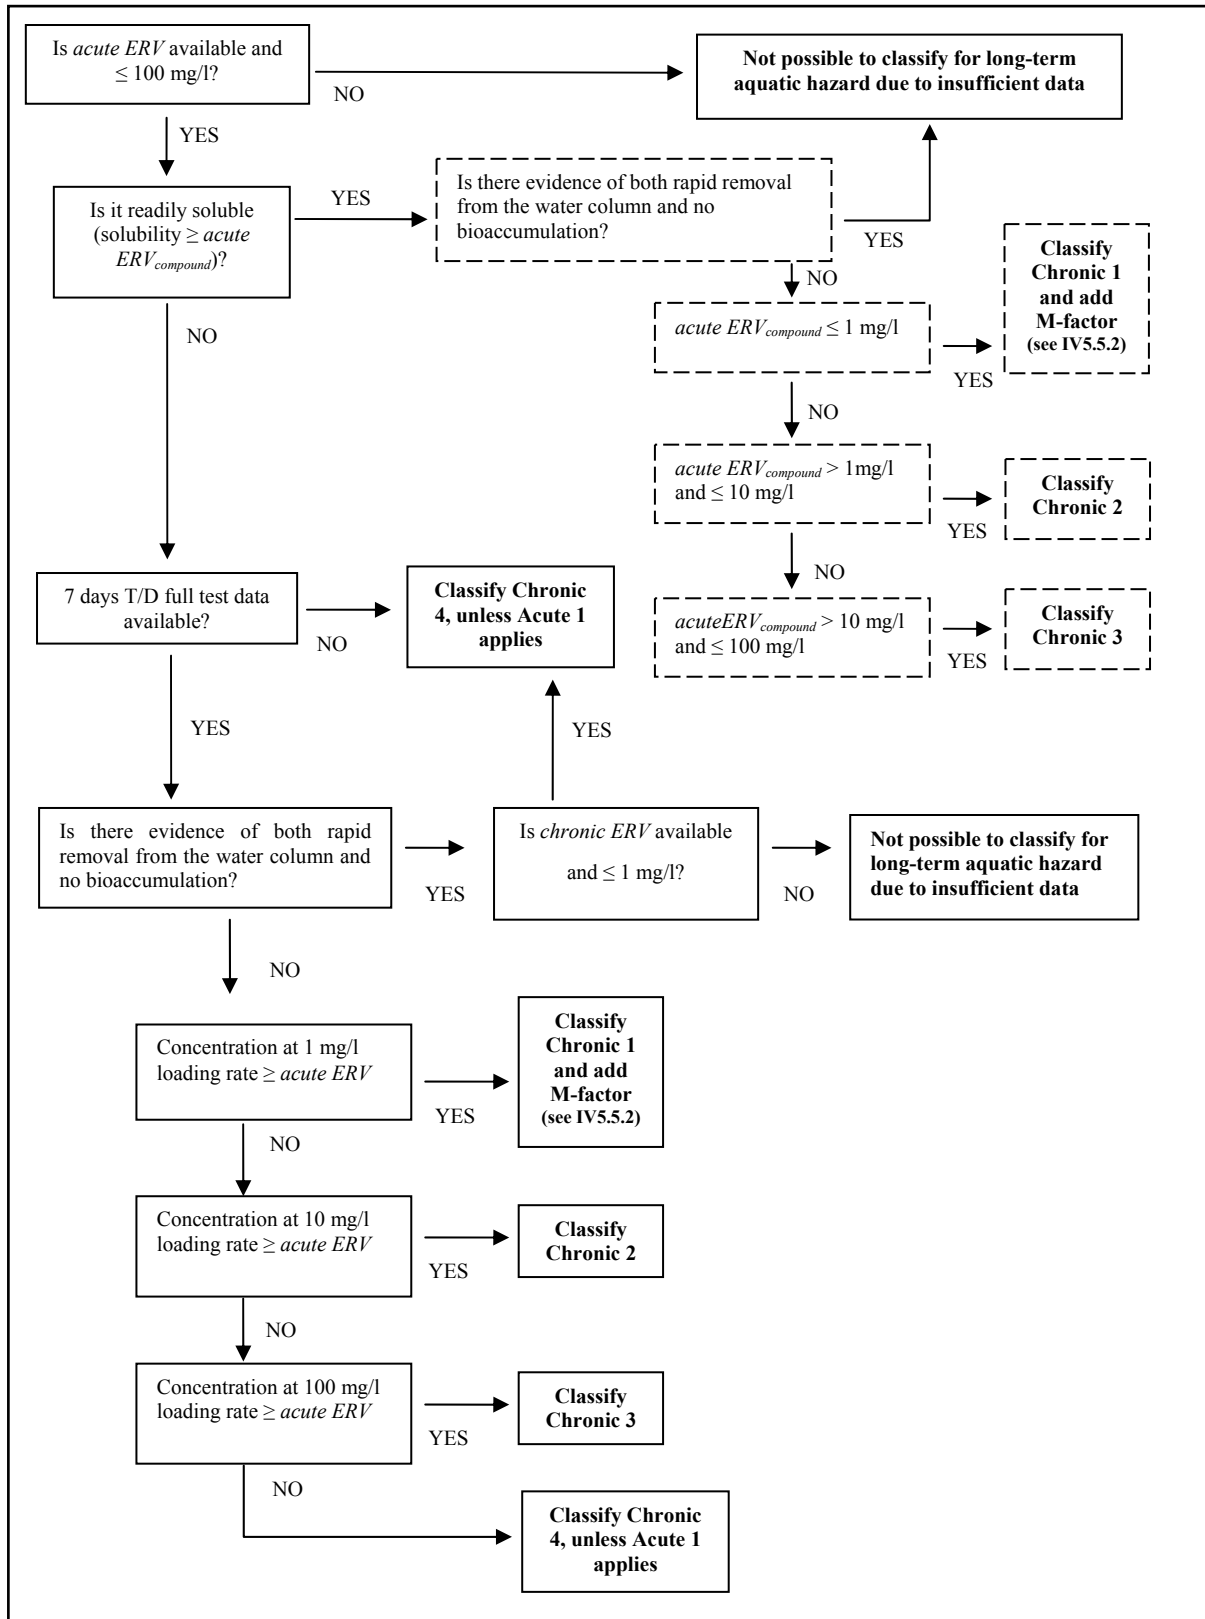 Is acute ERV available and
≤ 100 mg/l?
NO
Not possible to classify for long-term
aquatic hazard due to insufficient data
YES
Is it readily soluble
(solubility ≥ acute
ERVcompound)?
YES
Is there evidence of both rapid removal
from the water column and no
bioaccumulation?
YES
NO
NO
acute ERVcompound ≤ 1 mg/l
YES
Classify
Chronic 1
and add
M-factor
(see IV5.5.2)
NO
acute ERVcompound > 1mg/l
and ≤ 10 mg/l
YES
Classify
Chronic 2
NO
acuteERVcompound > 10 mg/l
and ≤ 100 mg/l
YES
Classify
Chronic 3
7 days T/D full test data
available?
NO
Classify Chronic
4, unless Acute 1
applies
YES
YES
Is there evidence of both rapid
removal from the water column and
no bioaccumulation?
YES
Is chronic ERV available
and ≤ 1 mg/l?
NO
Not possible to classify for
long-term aquatic hazard
due to insufficient data
NO
Concentration at 1 mg/l
loading rate ≥ acute ERV
YES
Classify
Chronic 1
and add
M-factor
(see IV5.5.2)
NO
Concentration at 10 mg/l
loading rate ≥ acute ERV
YES
Classify
Chronic 2
NO
Concentration at 100 mg/l
loading rate ≥ acute ERV
YES
Classify
Chronic 3
NO
Classify Chronic
4, unless Acute 1
applies